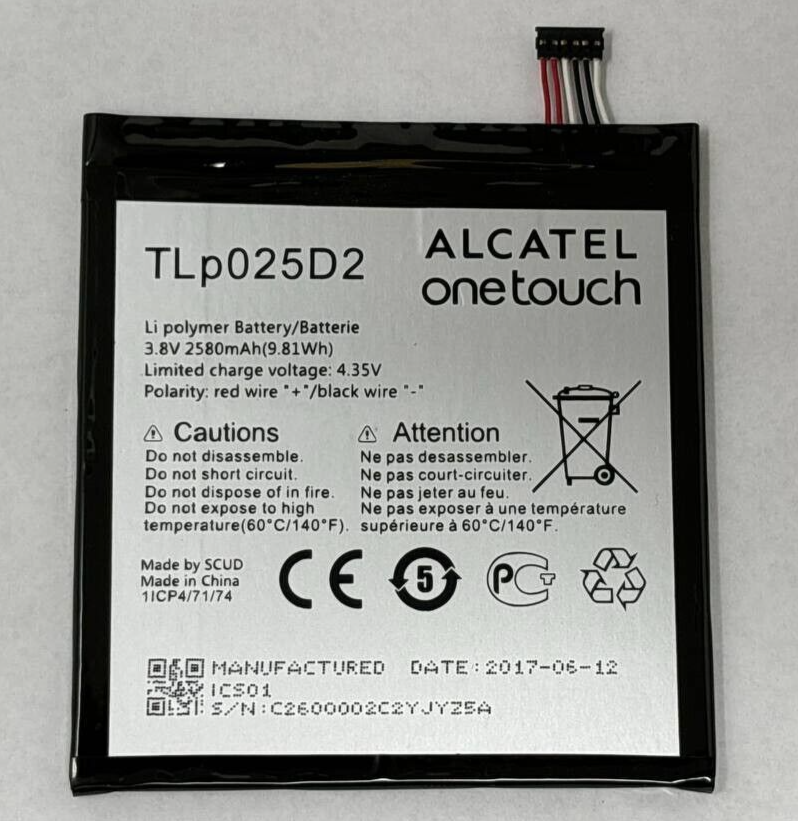 TLp025D2
ALCATEL
onetouch
Li polymer Battery/Batterie
3.8V 2580mAh(9.81Wh)
Limited charge voltage: 4.35V
Polarity: red wire "+"/black wire "-"
Cautions
Do not disassemble.
Do not short circuit.
Do not dispose of in fire.
Do not expose to high
temperature(60°C/140°F).
Attention
Ne pas desassembler.
Ne pas court-circuiter.
Ne pas jeter au feu.
Ne pas exposer à une température
supérieure à 60°C/140°F.
Made by SCUD
Made in China
1ICP4/71/74
CE
5
PCT
MANUFACTURED DATE:2017-06-12
ICS01
S/N:C2600002C2YJYZ5A